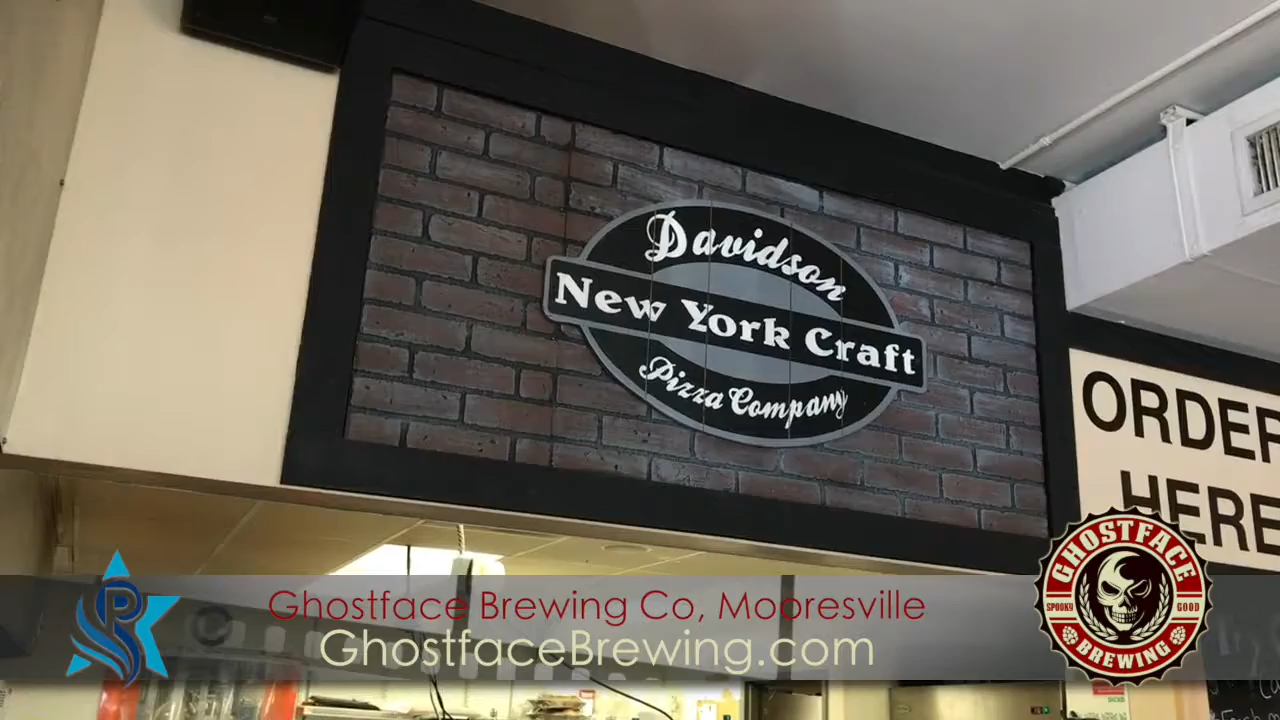 Davidson
New York Craft
Pizza Company
ORDER
HERE
GHOSTFACE
SPOOKY GOOD
BREWING
Ghostface Brewing Co, Mooresville
GhostfaceBrewing.com